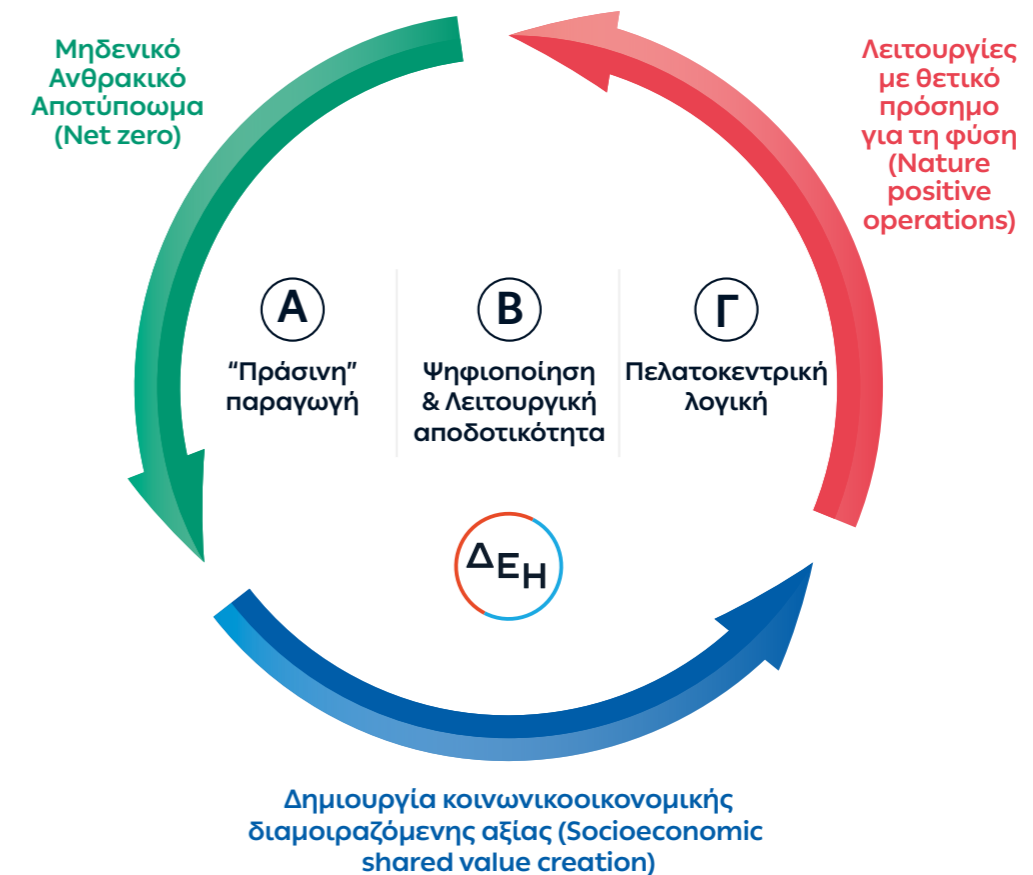 Μηδενικό
Ανθρακικό
Αποτύποωμα
(Net zero)
Λειτουργίες
με θετικό
πρόσημο
για τη φύση
(Nature
positive
operations)
Α
“Πράσινη”
παραγωγή
Β
Ψηφιοποίηση
& Λειτουργική
αποδοτικότητα
Γ
Πελατοκεντρική
λογική
ΔΕΗ
Δημιουργία κοινωνικοοικονομικής
διαμοιραζόμενης αξίας (Socioeconomic
shared value creation)